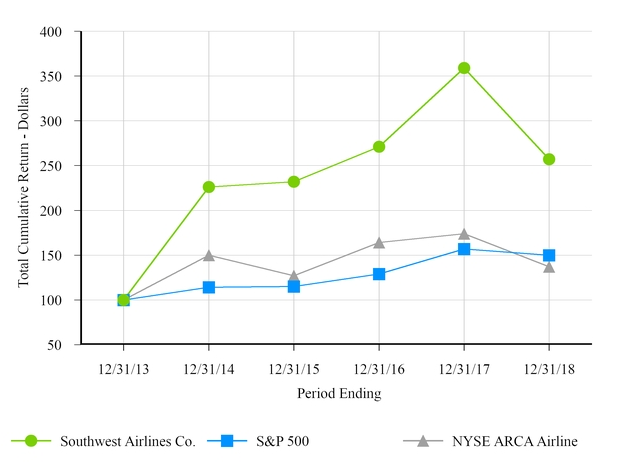 400
350
300
250
200
150
100
50
Total Cumulative Return - Dollars
12/31/13 12/31/14 12/31/15 12/31/16 12/31/17 12/31/18
Period Ending
Southwest Airlines Co. S&P 500 NYSE ARCA Airline